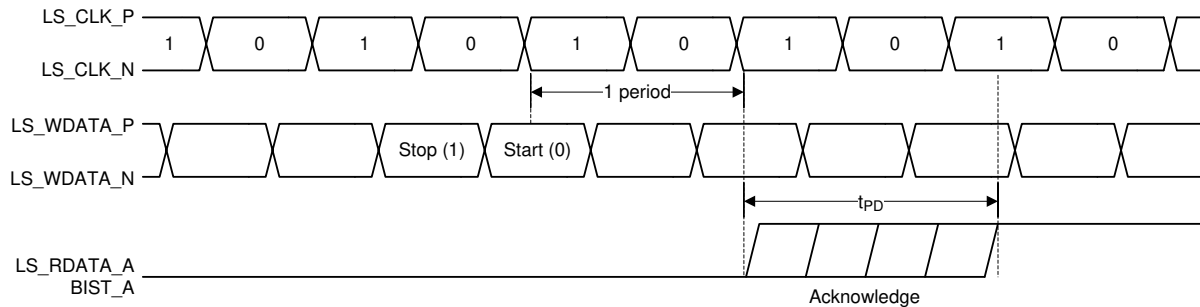 LS_CLK_P
1 0 1 0 1 0 1 0 1 0
LS_CLK_N
1 period
LS_WDATA_P
Stop (1) Start (0)
LS_WDATA_N
tPD
LS_RDATA_A
BIST_A
Acknowledge